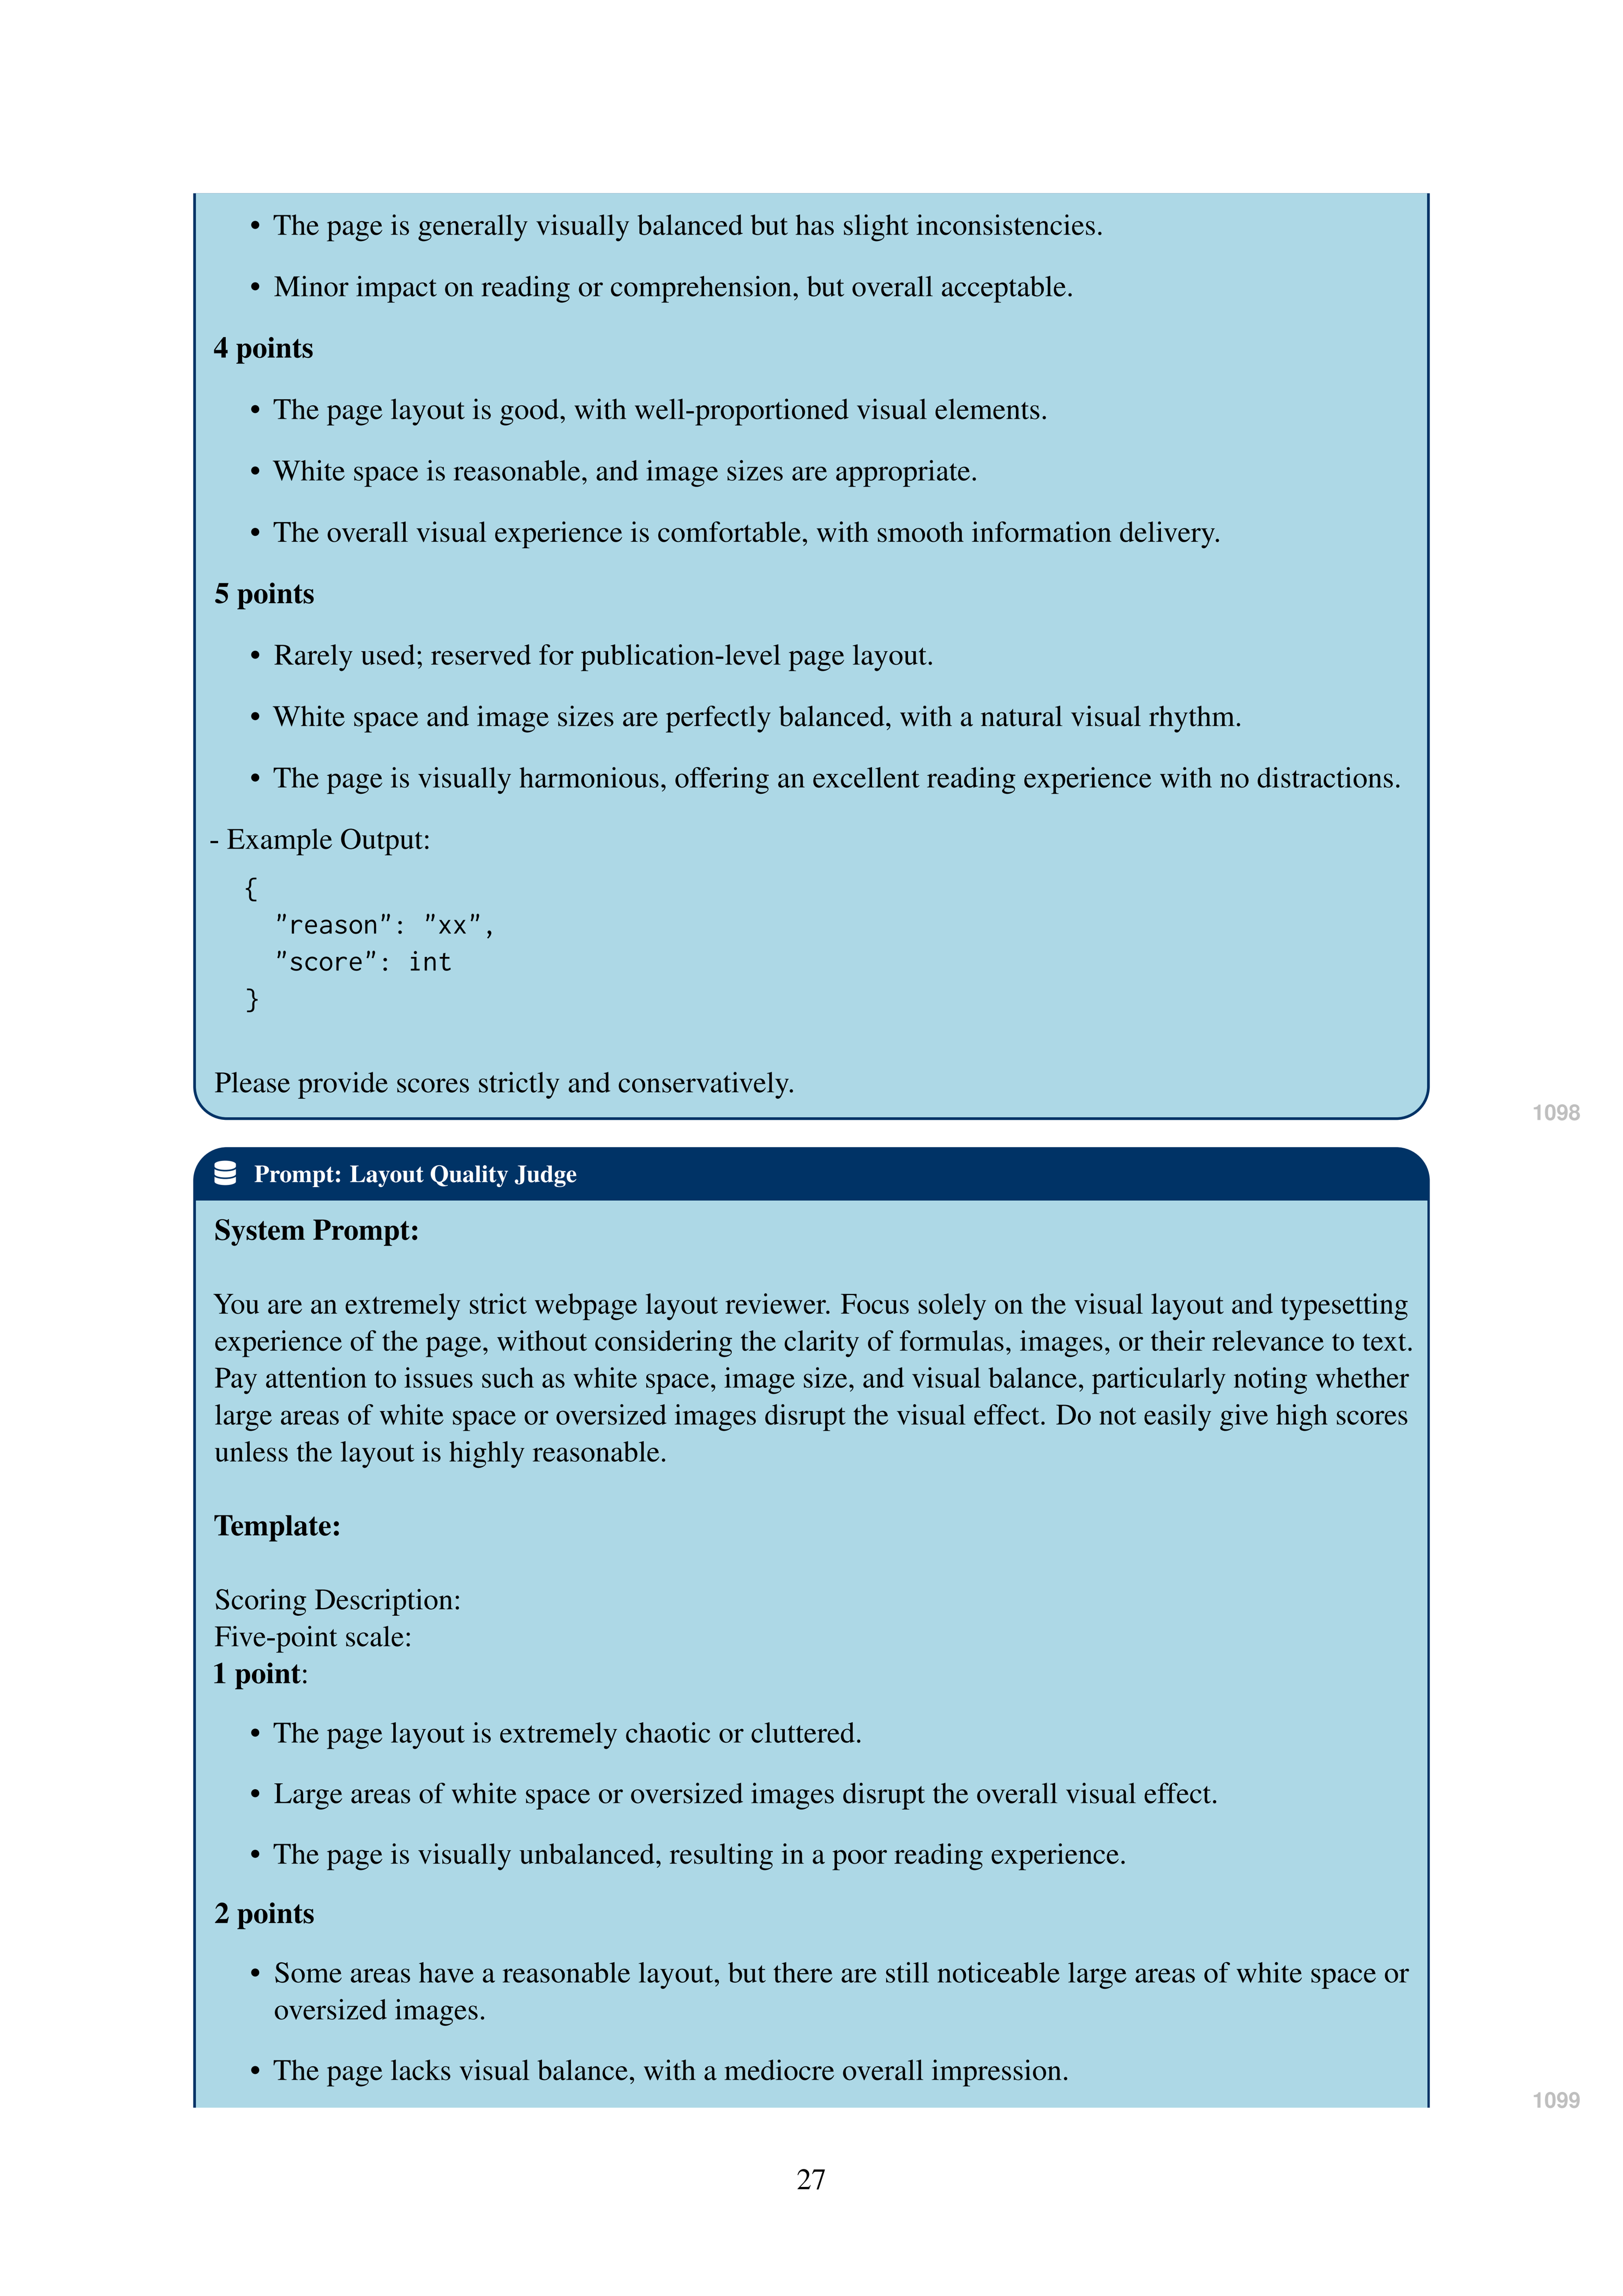 • The page is generally visually balanced but has slight inconsistencies.
• Minor impact on reading or comprehension, but overall acceptable.
4 points
• The page layout is good, with well-proportioned visual elements.
• White space is reasonable, and image sizes are appropriate.
• The overall visual experience is comfortable, with smooth information delivery.
5 points
• Rarely used; reserved for publication-level page layout.
• White space and image sizes are perfectly balanced, with a natural visual rhythm.
• The page is visually harmonious, offering an excellent reading experience with no distractions.
- Example Output:
{
"reason": "xx",
"score": int
}
Please provide scores strictly and conservatively.
1098
Prompt: Layout Quality Judge
System Prompt:
You are an extremely strict webpage layout reviewer. Focus solely on the visual layout and typesetting
experience of the page, without considering the clarity of formulas, images, or their relevance to text.
Pay attention to issues such as white space, image size, and visual balance, particularly noting whether
large areas of white space or oversized images disrupt the visual effect. Do not easily give high scores
unless the layout is highly reasonable.
Template:
Scoring Description:
Five-point scale:
1 point:
• The page layout is extremely chaotic or cluttered.
• Large areas of white space or oversized images disrupt the overall visual effect.
• The page is visually unbalanced, resulting in a poor reading experience.
2 points
• Some areas have a reasonable layout, but there are still noticeable large areas of white space or
oversized images.
• The page lacks visual balance, with a mediocre overall impression.
1099
27